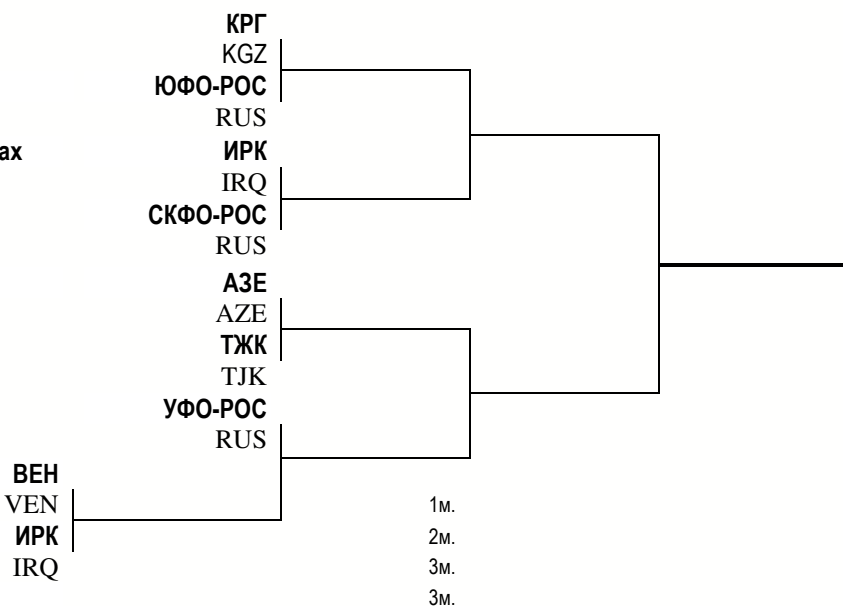 КРГ
KGZ
ЮФО-РОС
RUS
ах ИРК
IRQ
СКФО-РОС
RUS
АЗЕ
AZE
ТЖК
TJK
УФО-РОС
RUS
ВЕН
VEN
ИРК
IRQ
1м.
2м.
3м.
3м.